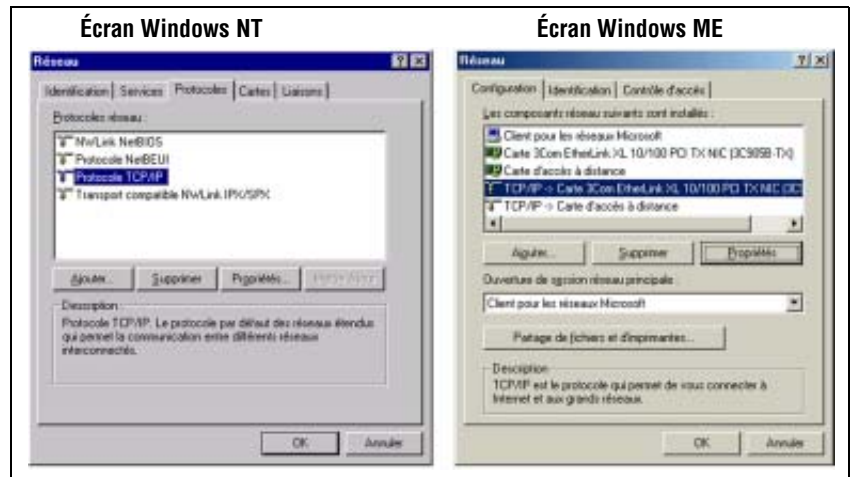 Écran Windows NT
Réseau
Identification Services Protocoles Cartes Liaisons
Protocoles réseau :
NWLink NetBIOS
Protocole NetBEUI
Protocole TCP/IP
Transport compatible NWLink IPX/SPX
Ajouter... Supprimer Propriétés...
Description
Protocole TCP/IP. Le protocole par défaut des réseaux étendus
qui permet la communication entre différents réseaux
interconnectés.
OK Annuler
Écran Windows ME
Réseau
Configuration Identification Contrôle d'accès
Les composants réseau suivants sont installés :
Client pour les réseaux Microsoft
Carte 3Com EtherLink XL 10/100 PCI TX NIC (3C905B-TX)
Carte d'accès à distance
TCP/IP -> Carte 3Com EtherLink XL 10/100 PCI TX NIC (3C
TCP/IP -> Carte d'accès à distance
Ajouter... Supprimer Propriétés
Ouverture de session réseau principale :
Client pour les réseaux Microsoft
Partage de fichiers et d'imprimantes...
Description
TCP/IP est le protocole qui permet de vous connecter à
Internet et aux grands réseaux.
OK Annuler